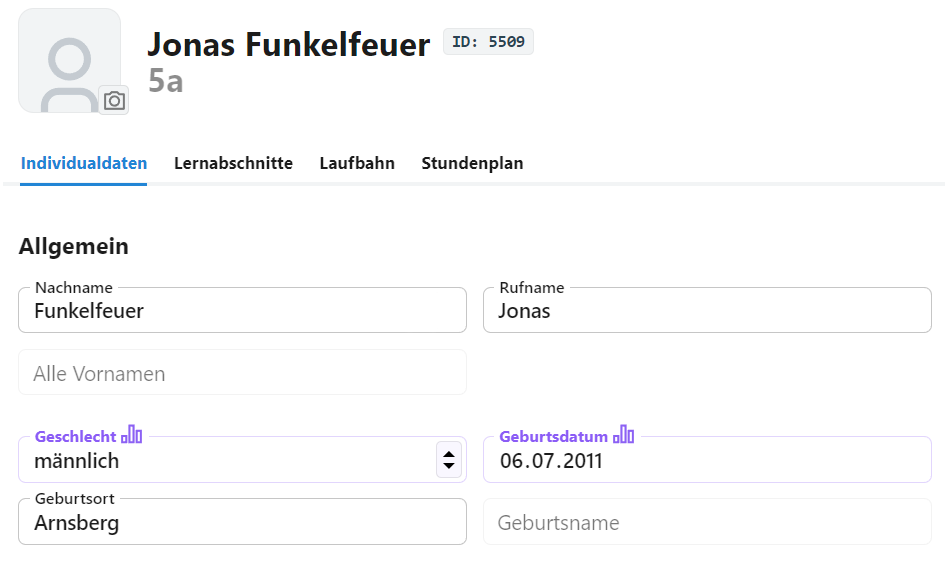 Jonas Funkelfeuer ID: 5509
5a
Individualdaten Lernabschnitte Laufbahn Stundenplan
Allgemein
Nachname Rufname
Funkelfeuer Jonas
Alle Vornamen
Geschlecht Geburtsdatum
männlich 06.07.2011
Geburtsort
Arnsberg Geburtsname